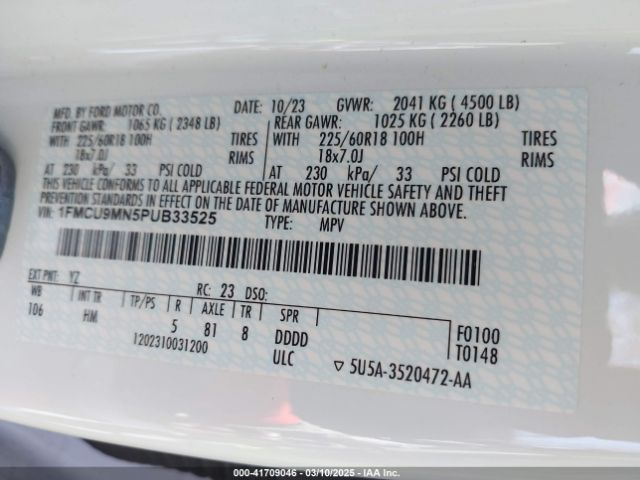 MFD. BY FORD MOTOR CO. DATE: 10/23 GVWR: 2041 KG ( 4500 LB)
FRONT GAWR: 1065 KG ( 2348 LB) REAR GAWR: 1025 KG ( 2260 LB)
WITH 225/60R18 100H TIRES WITH 225/60R18 100H TIRES
18x7.0J RIMS 18x7.0J RIMS
AT 230 kPa/ 33 PSI COLD AT 230 kPa/ 33 PSI COLD
THIS VEHICLE CONFORMS TO ALL APPLICABLE FEDERAL MOTOR VEHICLE SAFETY AND THEFT
PREVENTION STANDARDS IN EFFECT ON THE DATE OF MANUFACTURE SHOWN ABOVE.
VIN: 1FMCU9MN5PUB33525 TYPE: MPV
EXT PNT: YZ RC: 23 DSO:
WB INT TR TP/PS R AXLE TR SPR
106 HM 5 81 8 DDDD F0100
1202310031200 ULC T0148
▽ 5U5A-3520472-AA
000-41709046 — 03/10/2025 — IAA Inc.